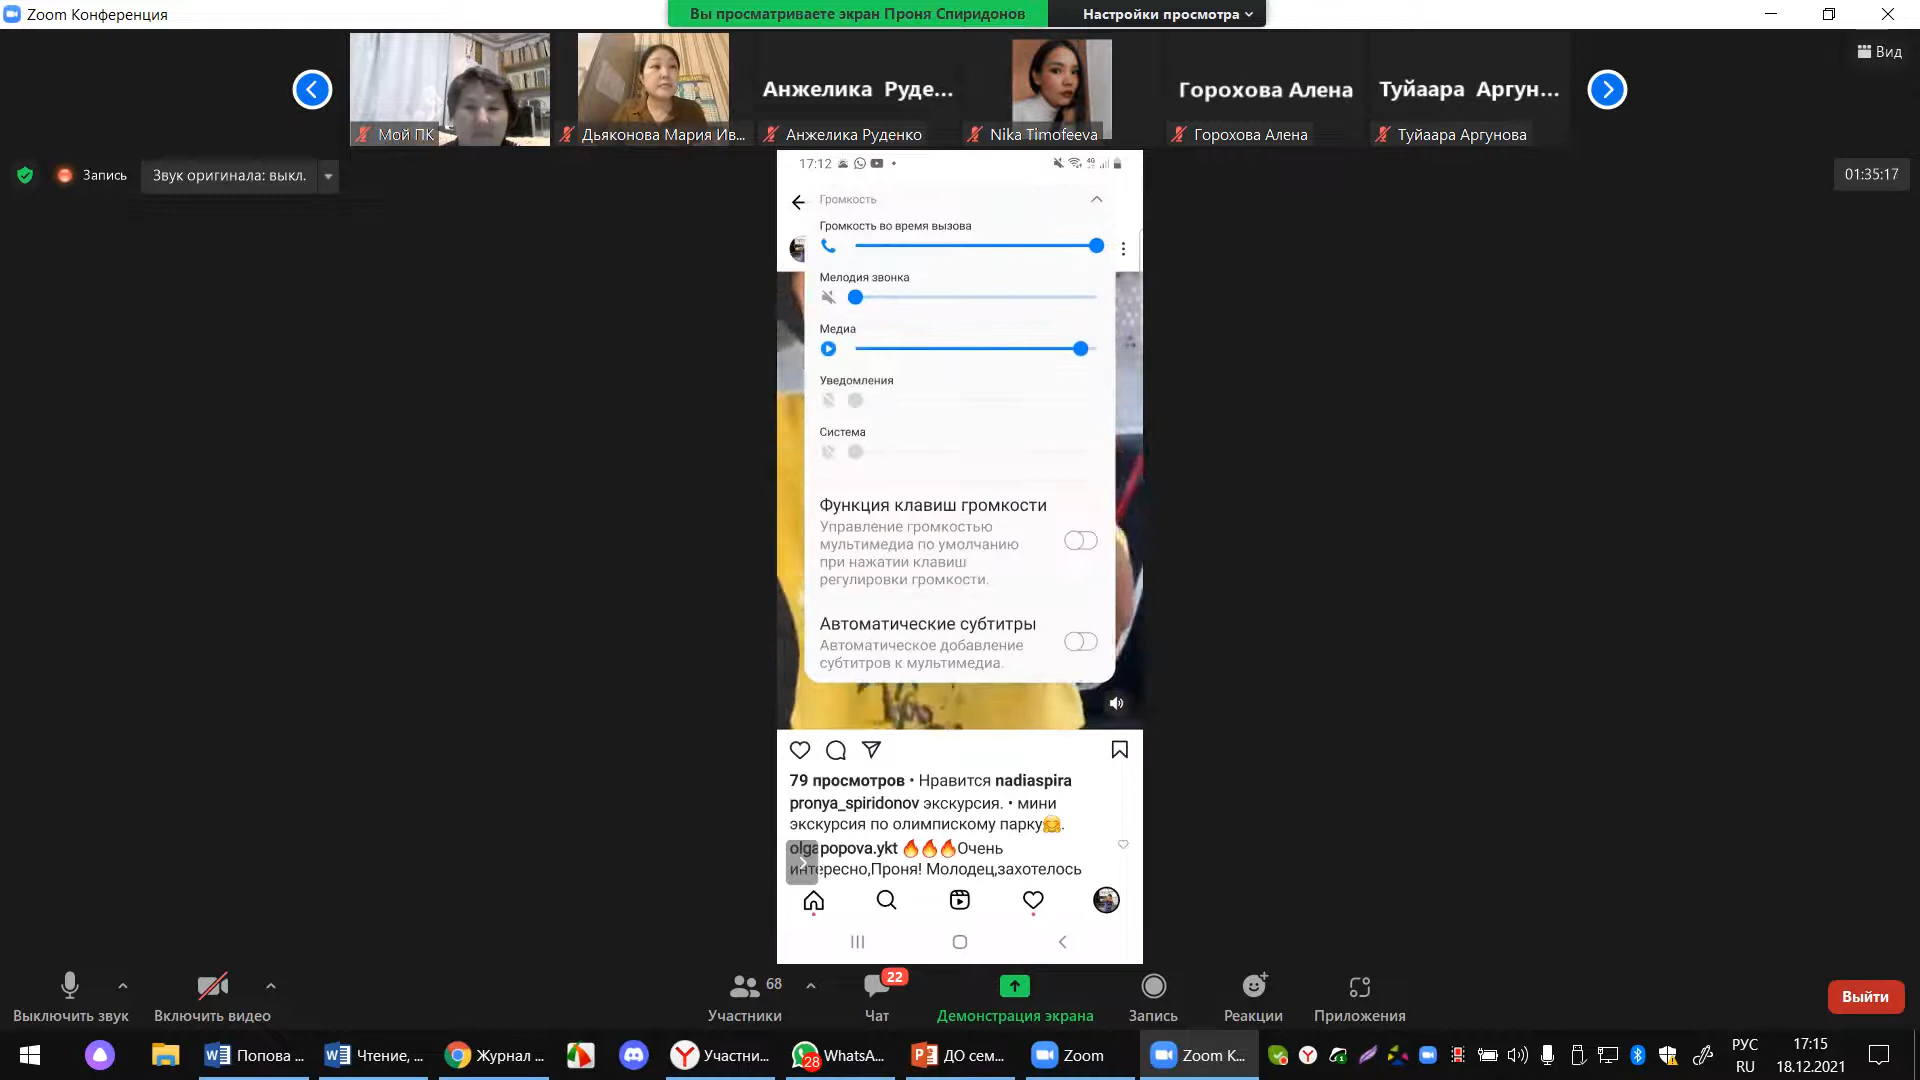 Zoom Конференция
Вы просматриваете экран Проня Спиридонов
Настройки просмотра
Вид
Анжелика Руде...
Горохова Алена
Туйаара Аргун...
Мой ПК
Дьяконова Мария Ив...
Анжелика Руденко
Nika Timofeeva
Горохова Алена
Туйаара Аргунова
Запись
Звук оригинала: выкл.
01:35:17
17:12
4G
Громкость
Громкость во время вызова
Мелодия звонка
Медиа
Уведомления
Система
Функция клавиш громкости
Управление громкостью
мультимедиа по умолчанию
при нажатии клавиш
регулировки громкости.
Автоматические субтитры
Автоматическое добавление
субтитров к мультимедиа.
79 просмотров • Нравится nadiaspira
pronya_spiridonov экскурсия. • мини
экскурсия по олимпискому парку🤗.
olgapopova.ykt 🔥🔥🔥Очень
интересно,Проня! Молодец,захотелось
Выключить звук
Включить видео
68
Участники
22
Чат
Демонстрация экрана
Запись
Реакции
Приложения
Выйти
Попова ...
Чтение, ...
Журнал ...
Участни...
28
WhatsA...
ДО сем...
Zoom
Zoom K...
РУС
RU
17:15
18.12.2021